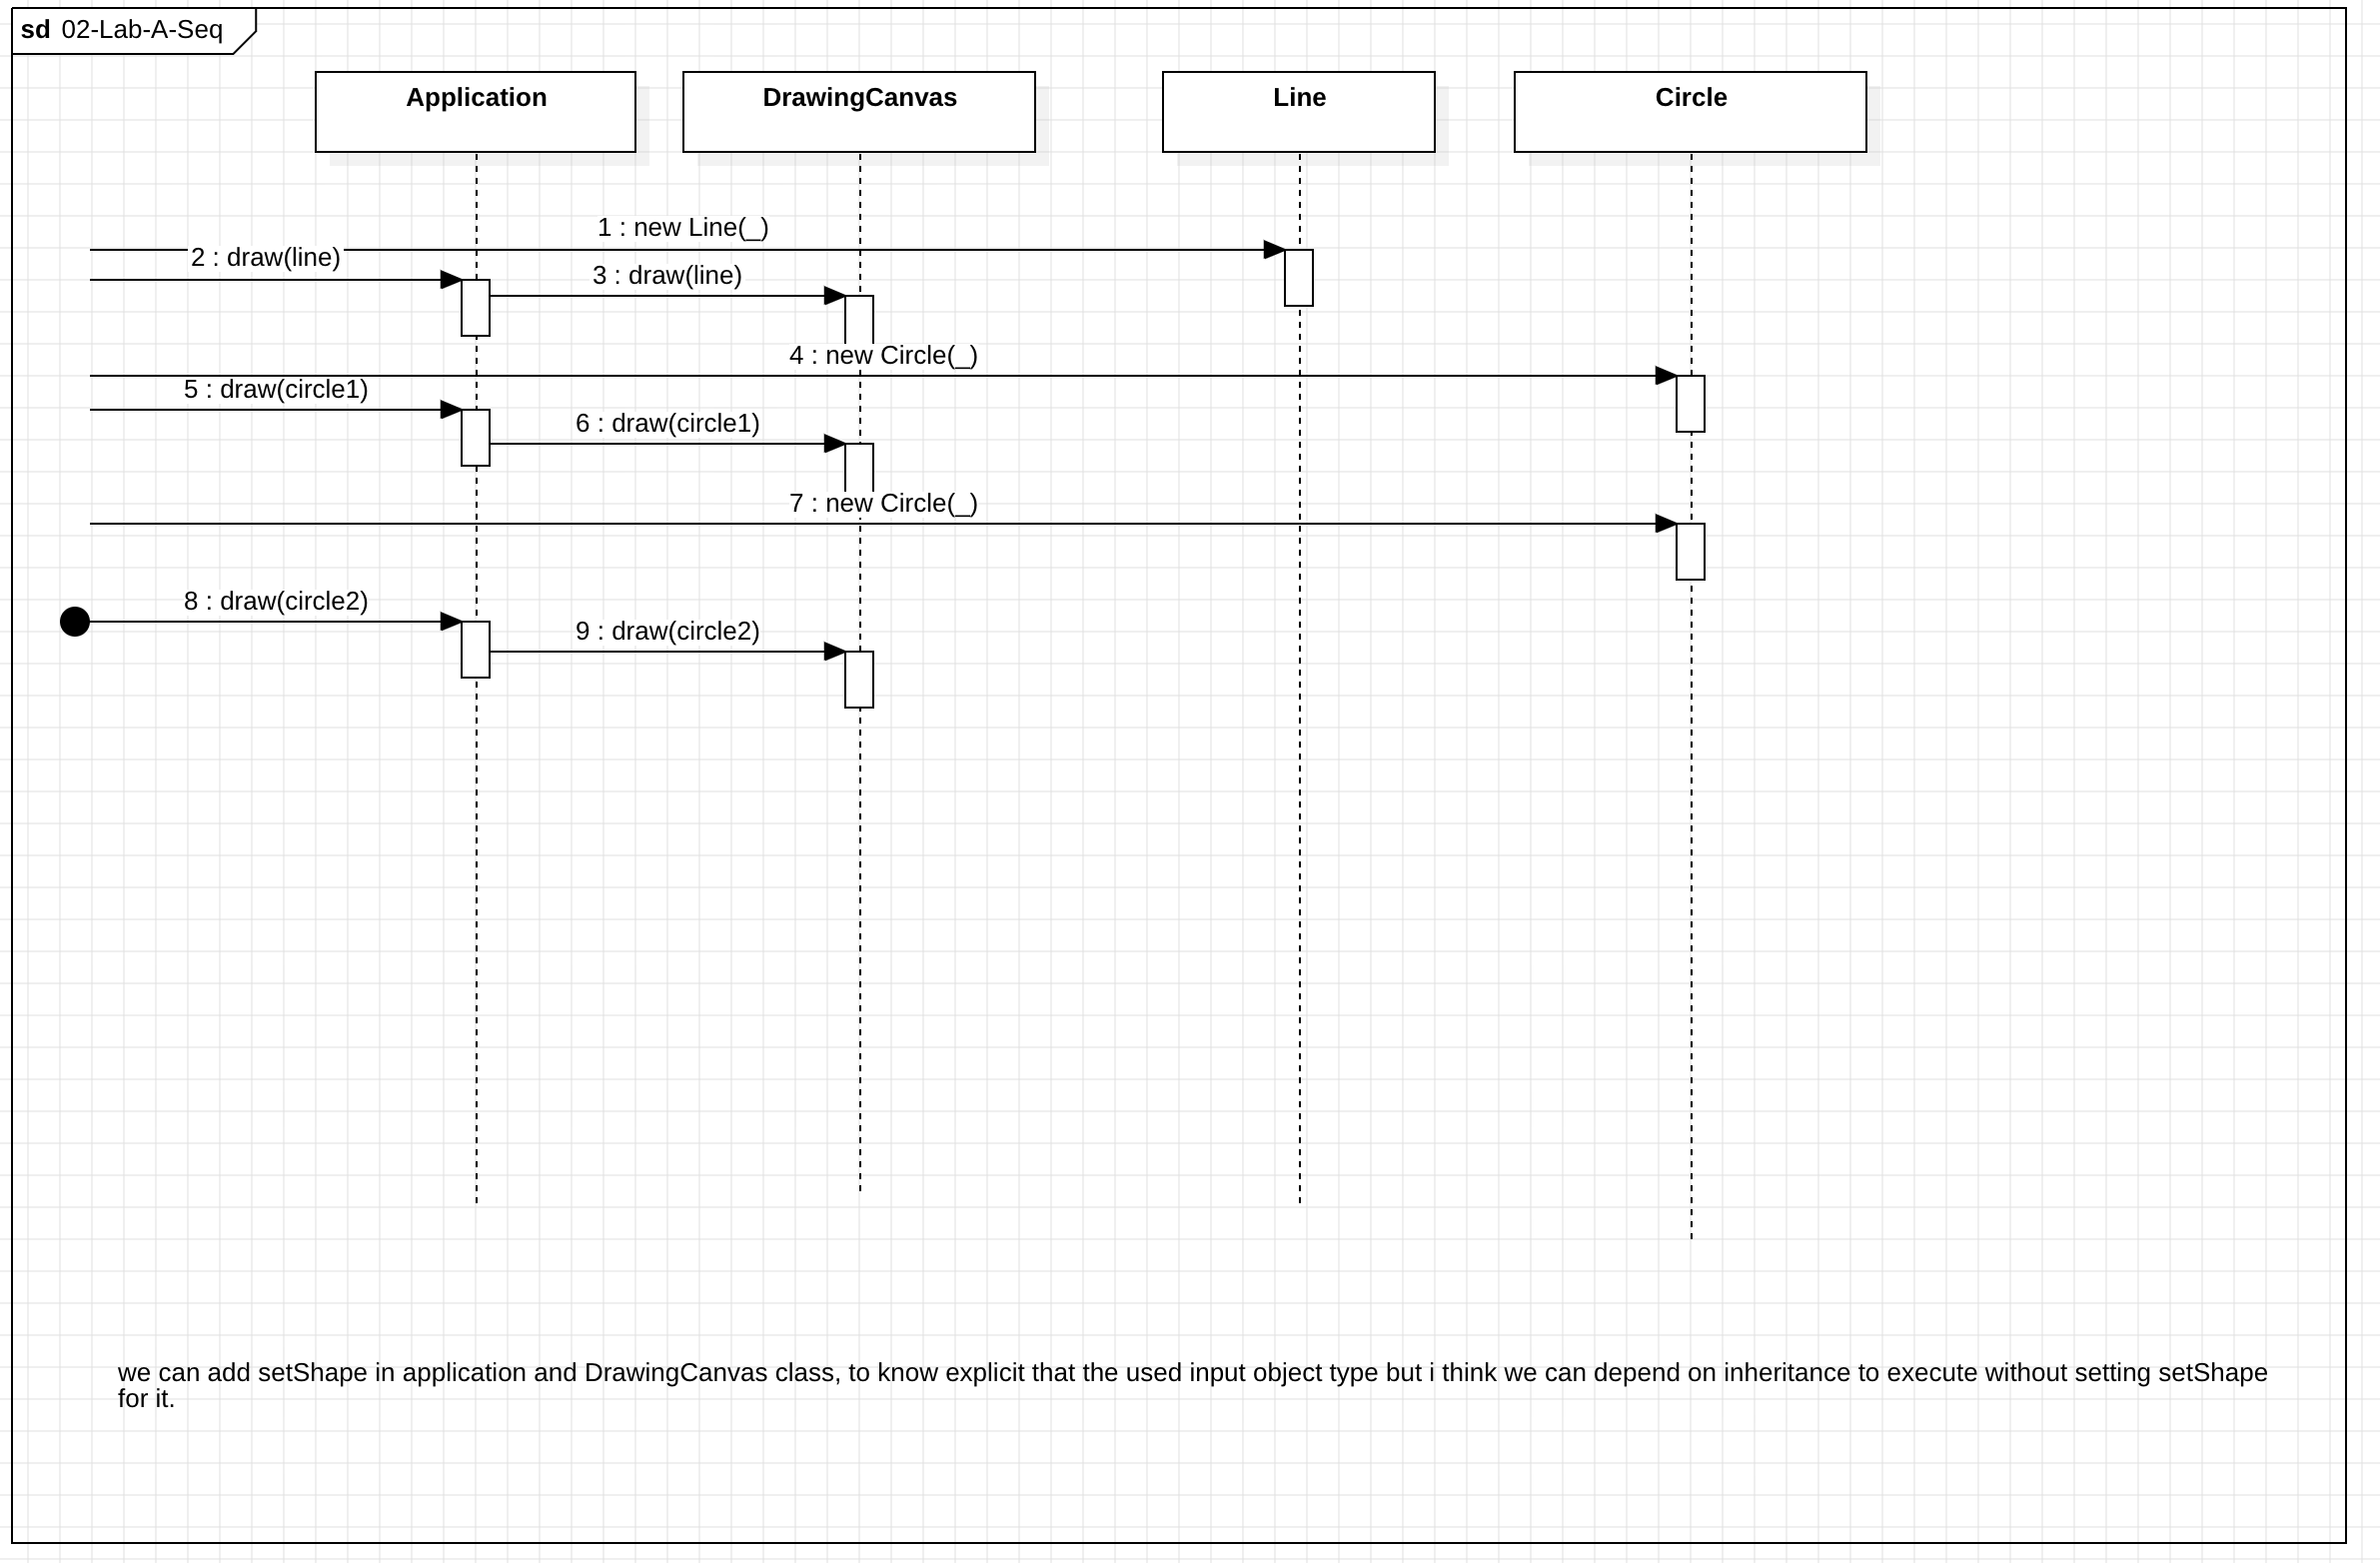 sd 02-Lab-A-Seq
Application
DrawingCanvas
Line
Circle
1 : new Line(_)
2 : draw(line)
3 : draw(line)
4 : new Circle(_)
5 : draw(circle1)
6 : draw(circle1)
7 : new Circle(_)
8 : draw(circle2)
9 : draw(circle2)
we can add setShape in application and DrawingCanvas class, to know explicit that the used input object type but i think we can depend on inheritance to execute without setting setShape
for it.